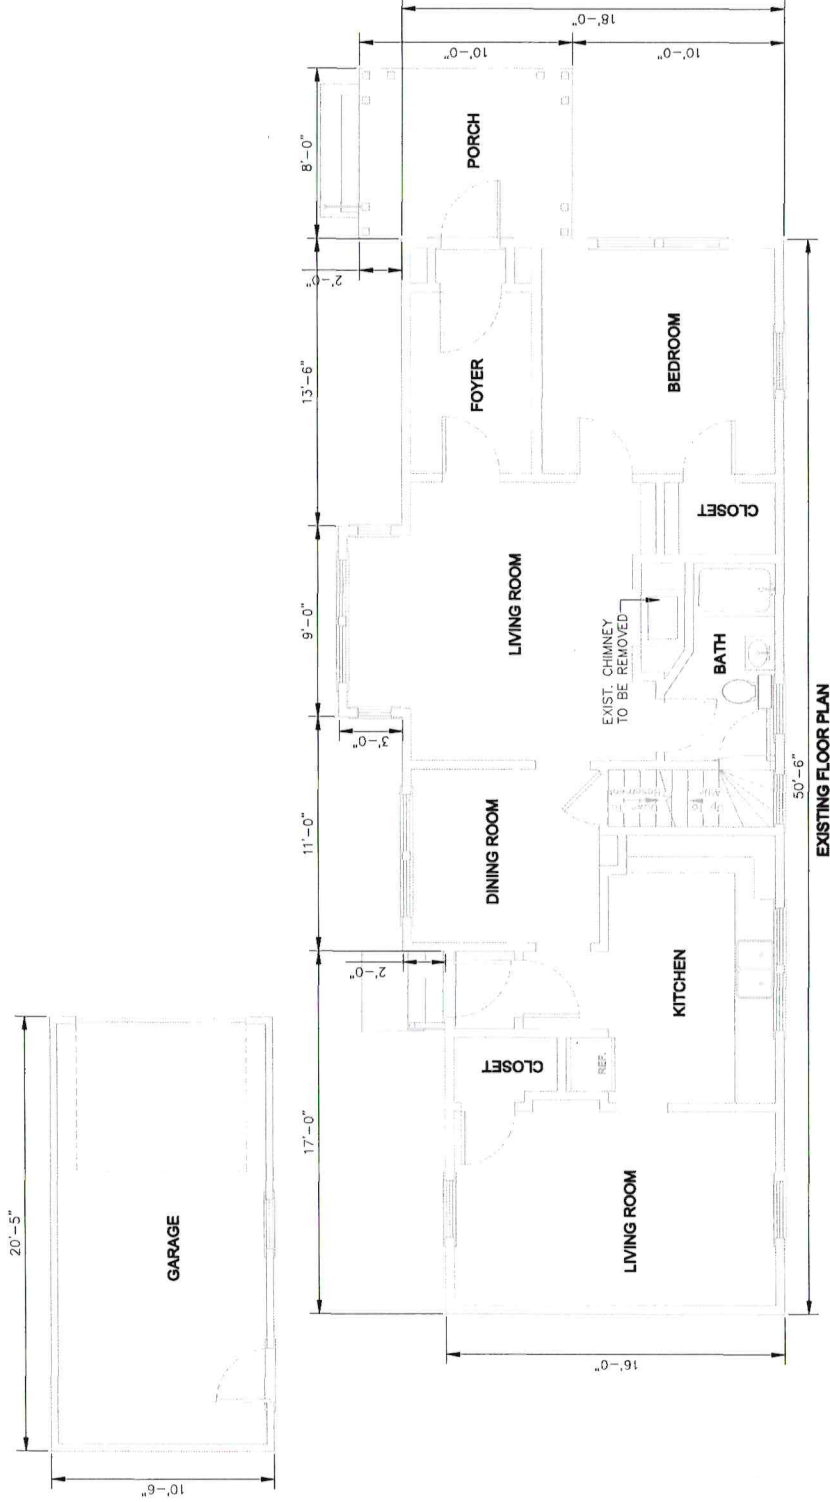 20'-5"
10'-6"
GARAGE
17'-0"
11'-0"
9'-0"
13'-6"
8'-0"
2'-0"
3'-0"
2'-0"
10'-0"
10'-0"
18'-0"
16'-0"
LIVING ROOM
CLOSET
REF.
KITCHEN
DINING ROOM
LIVING ROOM
EXIST. CHIMNEY
TO BE REMOVED
BATH
CLOSET
FOYER
BEDROOM
PORCH
50'-6"
EXISTING FLOOR PLAN